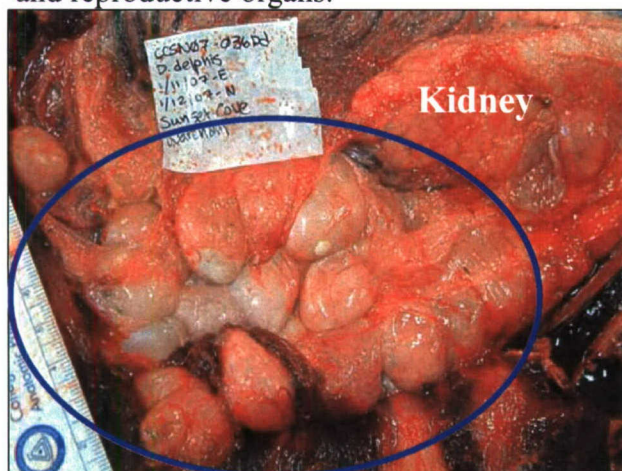 and reproductive organs.
CCSN07-036Dd
D. delphis
1/11/07-E
1/12/07-N
Sunset Cove
Kidney